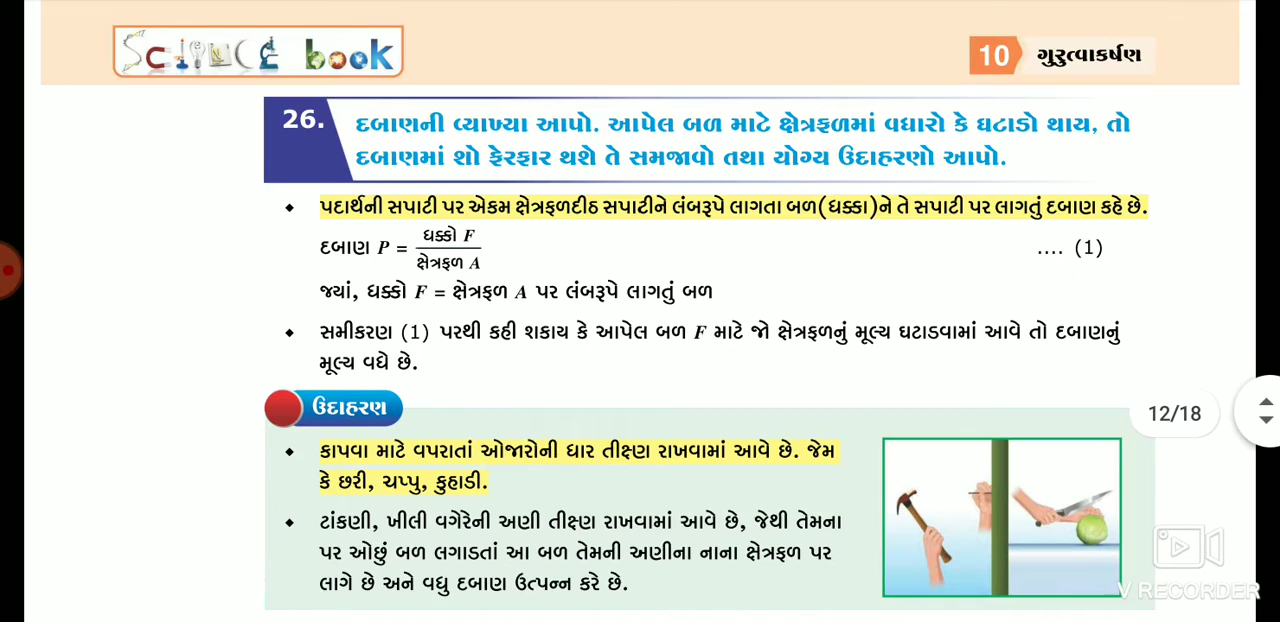 SCIENCE book
10 ગુરુત્વાકર્ષણ
26. દબાણની વ્યાખ્યા આપો. આપેલ બળ માટે ક્ષેત્રફળમાં વધારો કે ઘટાડો થાય, તો
દબાણમાં શો ફેરફાર થશે તે સમજાવો તથા યોગ્ય ઉદાહરણો આપો.
◆ પદાર્થની સપાટી પર એકમ ક્ષેત્રફળદીઠ સપાટીને લંબરૂપે લાગતા બળ(ધક્કા)ને તે સપાટી પર લાગતું દબાણ કહે છે.
દબાણ P = ધક્કો F / ક્ષેત્રફળ A .... (1)
જ્યાં, ધક્કો F = ક્ષેત્રફળ A પર લંબરૂપે લાગતું બળ
◆ સમીકરણ (1) પરથી કહી શકાય કે આપેલ બળ F માટે જો ક્ષેત્રફળનું મૂલ્ય ઘટાડવામાં આવે તો દબાણનું
મૂલ્ય વધે છે.
ઉદાહરણ
12/18
◆ કાપવા માટે વપરાતાં ઓજારોની ધાર તીક્ષ્ણ રાખવામાં આવે છે. જેમ
કે છરી, ચપ્પુ, કુહાડી.
◆ ટાંકણી, ખીલી વગેરેની અણી તીક્ષ્ણ રાખવામાં આવે છે, જેથી તેમના
પર ઓછું બળ લગાડતાં આ બળ તેમની અણીના નાના ક્ષેત્રફળ પર
લાગે છે અને વધુ દબાણ ઉત્પન્ન કરે છે.
V RECORDER